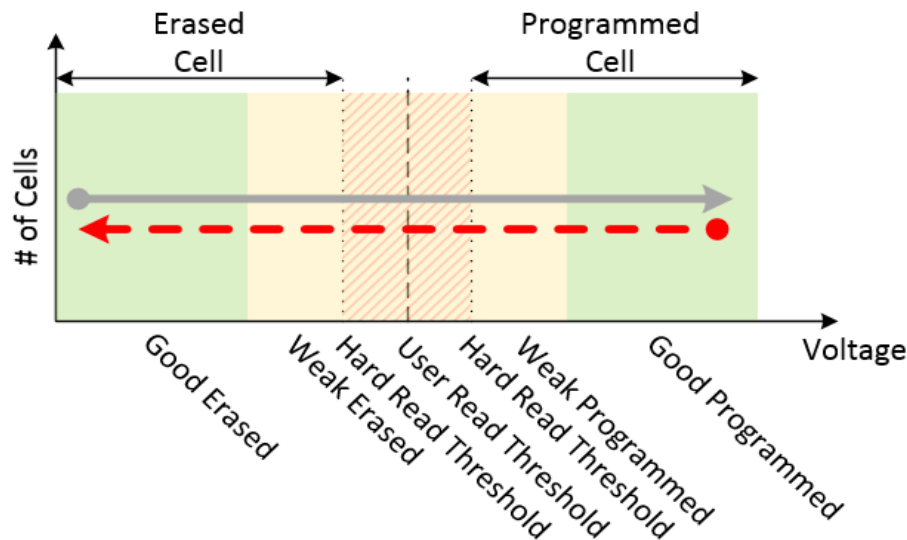 Erased
Cell
Programmed
Cell
# of Cells
Voltage
Good Erased
Weak Erased
Hard Read Threshold
User Read Threshold
Hard Read Threshold
Weak Programmed
Good Programmed